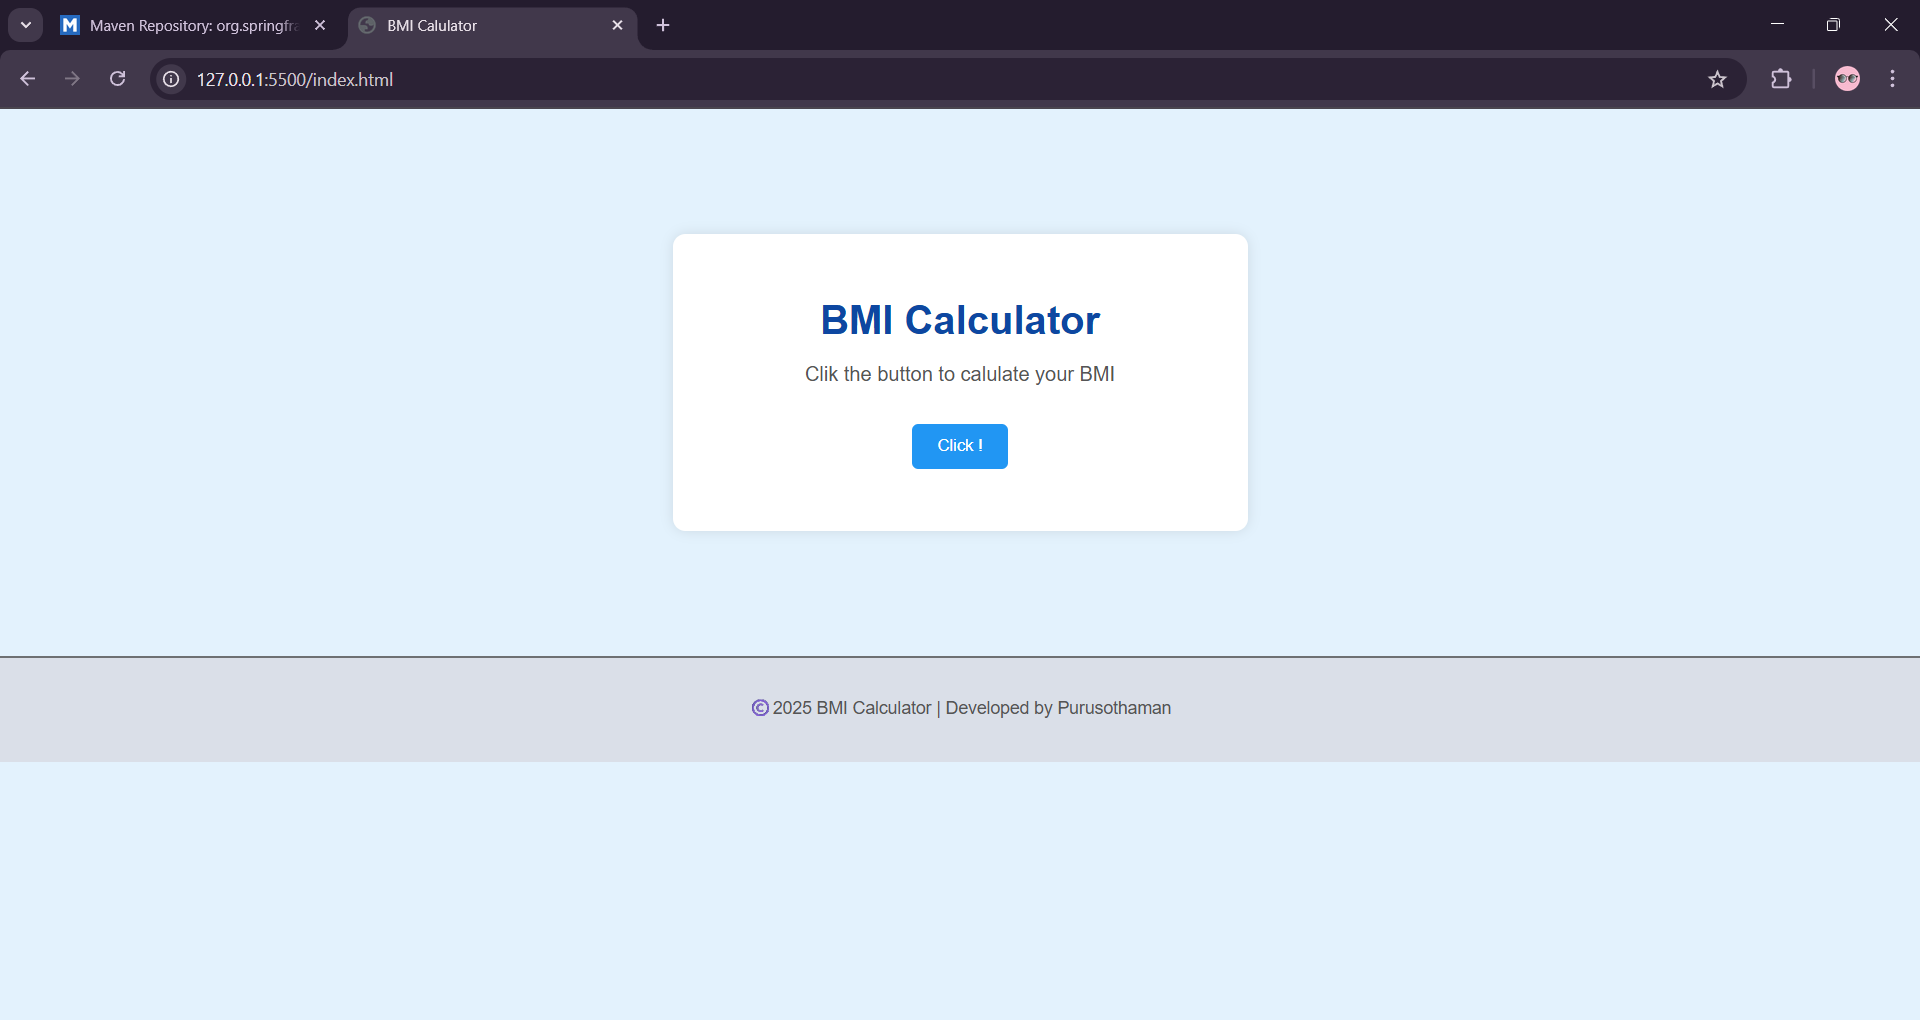 M Maven Repository: org.springfra
BMI Calulator
127.0.0.1:5500/index.html
BMI Calculator
Clik the button to calulate your BMI
Click !
© 2025 BMI Calculator | Developed by Purusothaman